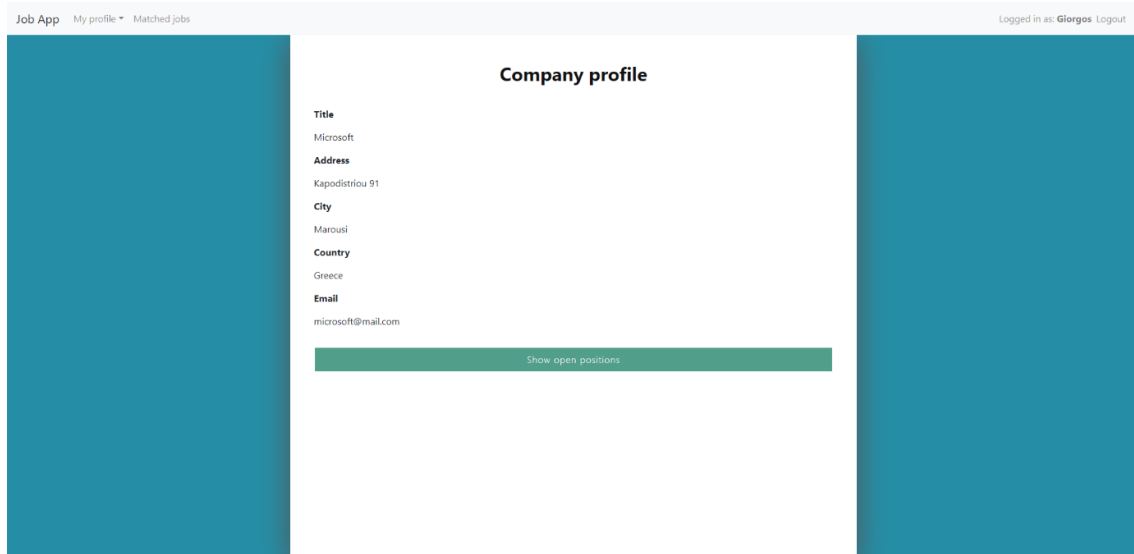 Job App My profile Matched jobs Logged in as: Giorgos Logout
Company profile
Title
Microsoft
Address
Kapodistriou 91
City
Marousi
Country
Greece
Email
microsoft@mail.com
Show open positions